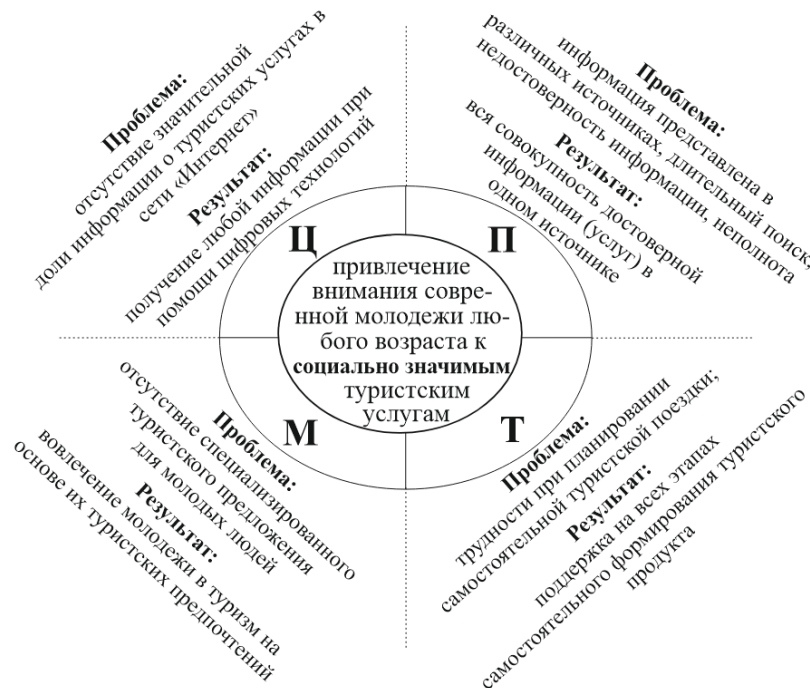 Проблема:
отсутствие значительной
доли информации о туристских услугах в
сети «Интернет»
Результат:
получение любой информации при
помощи цифровых технологий
Проблема:
информация представлена в
различных источниках, длительный поиск,
недостоверность информации, неполнота
Результат:
вся совокупность достоверной
информации (услуг) в
одном источнике
Ц
П
привлечение
внимания совре-
нной молодежи лю-
бого возраста к
социально значимым
туристским
услугам
М
Т
Проблема:
отсутствие специализированного
туристского предложения
для молодых людей
Результат:
вовлечение молодежи в туризм на
основе их туристских предпочтений
Проблема:
трудности при планировании
самостоятельной туристской поездки;
Результат:
поддержка на всех этапах
самостоятельного формирования туристского
продукта